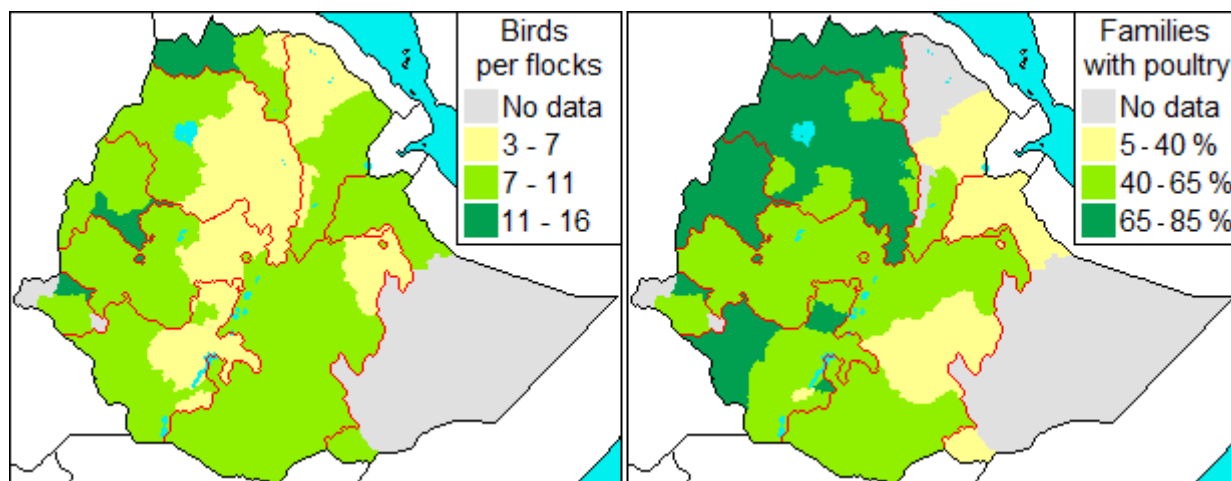 Birds
per flocks
No data
3 - 7
7 - 11
11 - 16
Families
with poultry
No data
5 - 40 %
40 - 65 %
65 - 85 %